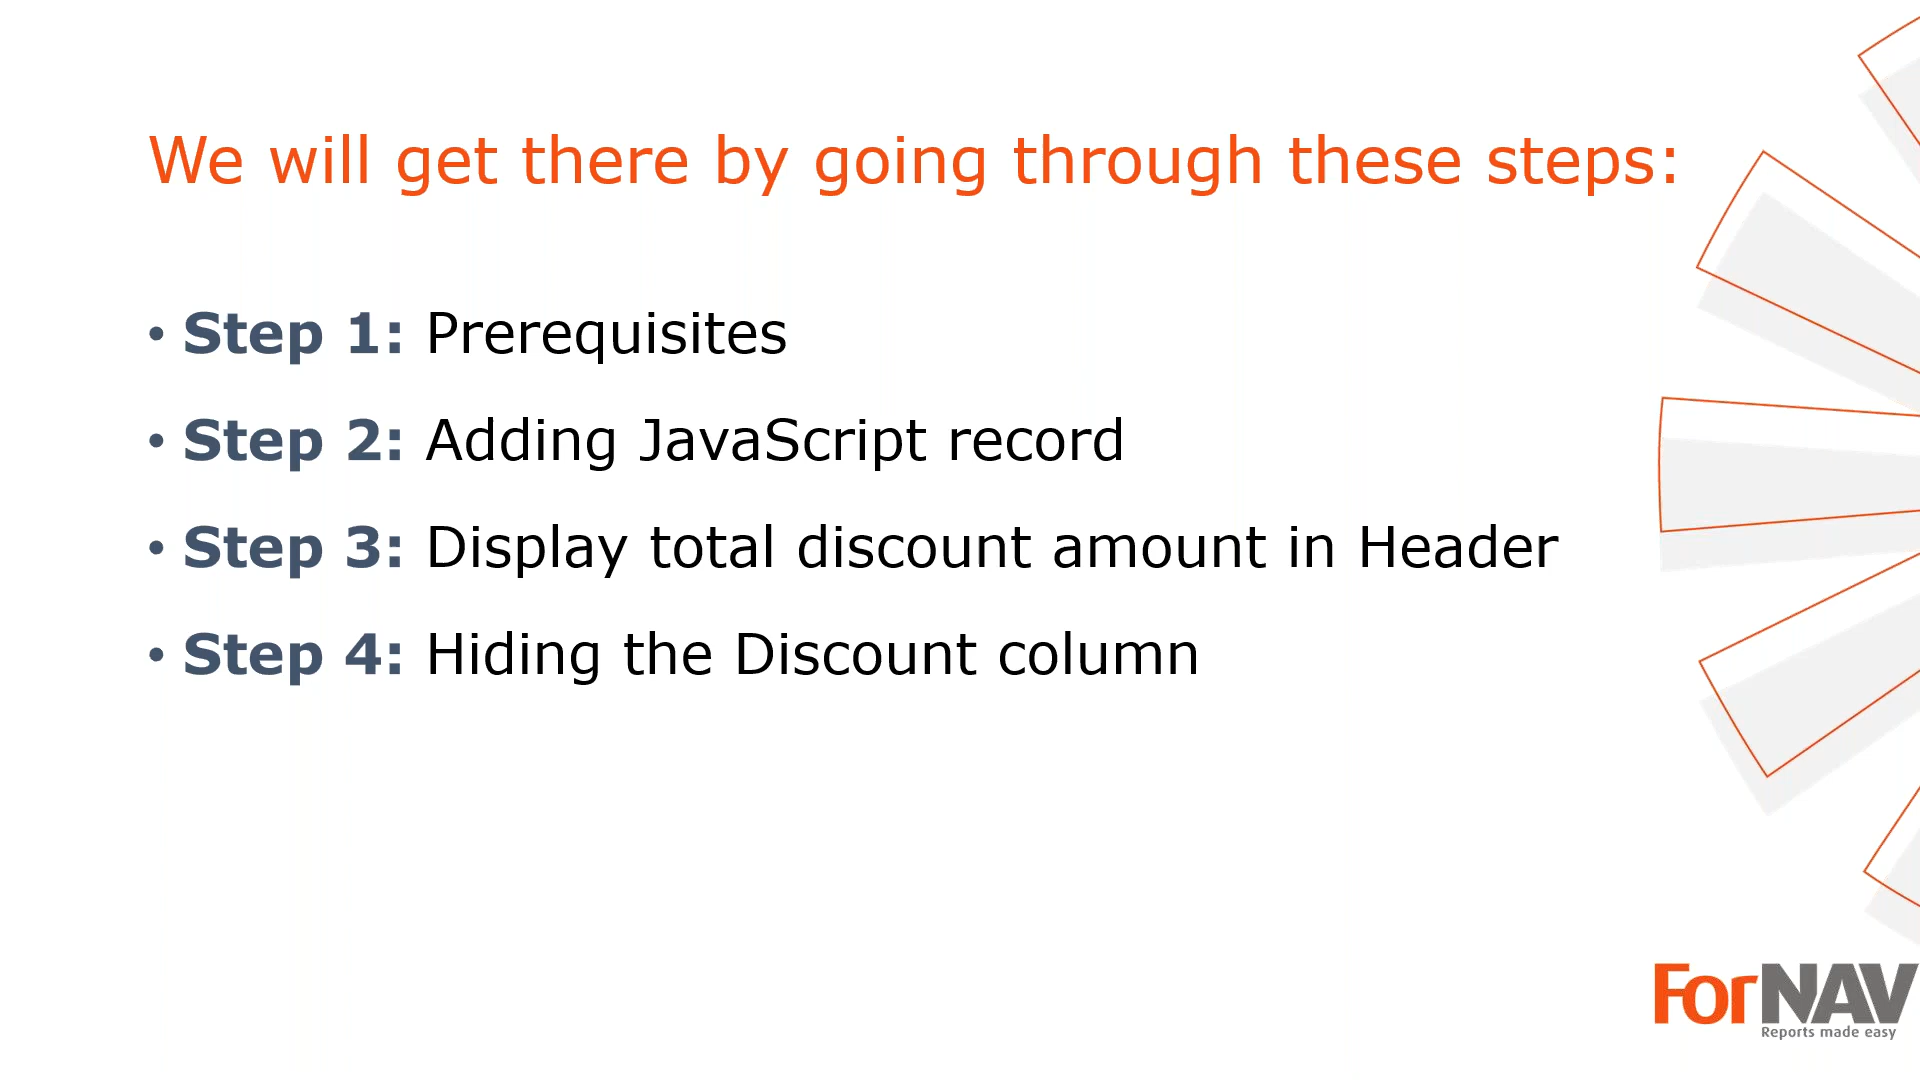 We will get there by going through these steps:
• Step 1: Prerequisites
• Step 2: Adding JavaScript record
• Step 3: Display total discount amount in Header
• Step 4: Hiding the Discount column
ForNAV
Reports made easy